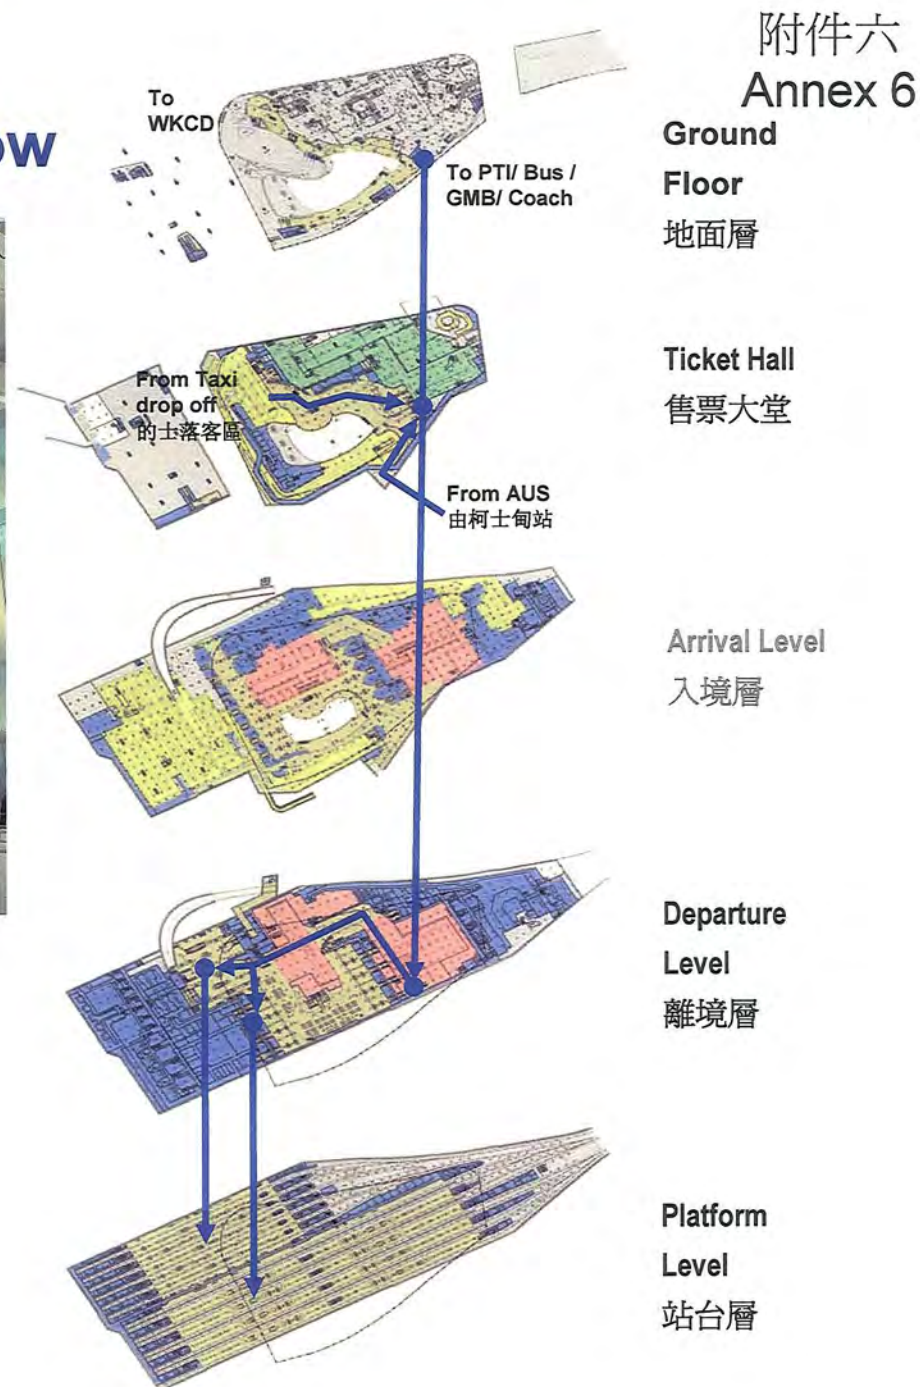 附件六
Annex 6
ow
To
WKCD
To PTI/ Bus /
GMB/ Coach
Ground
Floor
地面層
From Taxi
drop off
的士落客區
Ticket Hall
售票大堂
From AUS
由柯士甸站
Arrival Level
入境層
Departure
Level
離境層
Platform
Level
站台層